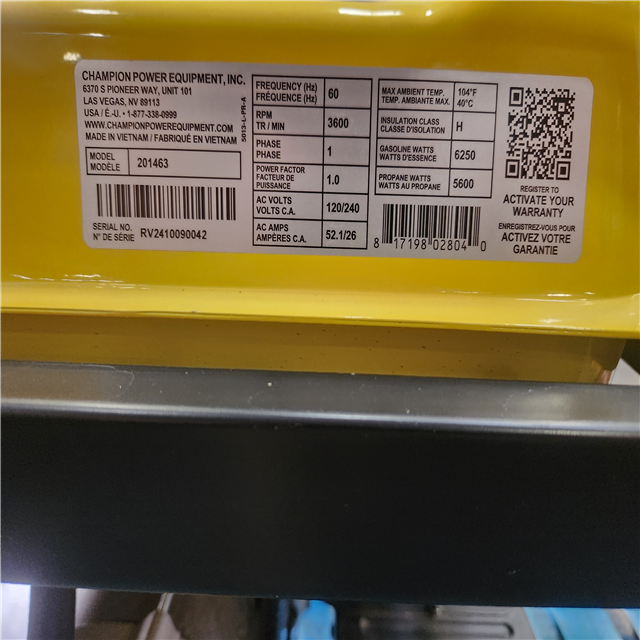 CHAMPION POWER EQUIPMENT, INC.
6370 S PIONEER WAY, UNIT 101
LAS VEGAS, NV 89113
USA / É.-U. • 1-877-338-0999
WWW.CHAMPIONPOWEREQUIPMENT.COM
MADE IN VIETNAM / FABRIQUÉ EN VIETNAM
5013-L-PR-A
MODEL
MODÈLE
201463
SERIAL NO.
N° DE SÉRIE
RV2410090042
FREQUENCY (Hz)
FRÉQUENCE (Hz)
60
RPM
TR / MIN
3600
PHASE
PHASE
1
POWER FACTOR
FACTEUR DE
PUISSANCE
1.0
AC VOLTS
VOLTS C.A.
120/240
AC AMPS
AMPÈRES C.A.
52.1/26
MAX AMBIENT TEMP.
TEMP. AMBIANTE MAX.
104°F
40°C
INSULATION CLASS
CLASSE D'ISOLATION
H
GASOLINE WATTS
WATTS D'ESSENCE
6250
PROPANE WATTS
WATTS AU PROPANE
5600
8 17198 02804 0
REGISTER TO
ACTIVATE YOUR
WARRANTY
ENREGISTREZ-VOUS POUR
ACTIVEZ VOTRE
GARANTIE